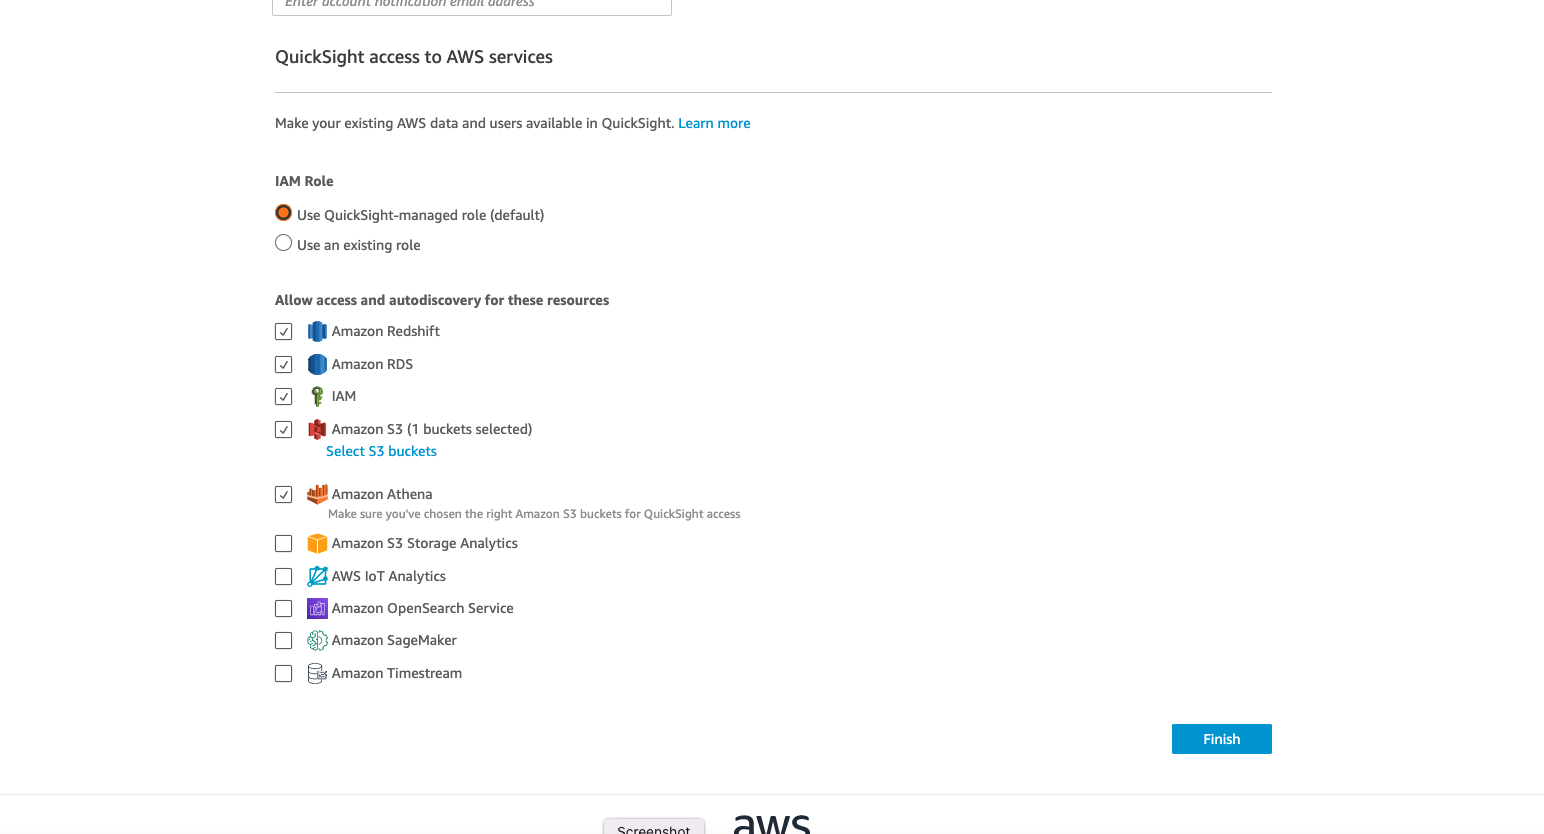 Enter account notification email address
QuickSight access to AWS services
Make your existing AWS data and users available in QuickSight. Learn more
IAM Role
Use QuickSight-managed role (default)
Use an existing role
Allow access and autodiscovery for these resources
Amazon Redshift
Amazon RDS
IAM
Amazon S3 (1 buckets selected)
Select S3 buckets
Amazon Athena
Make sure you've chosen the right Amazon S3 buckets for QuickSight access
Amazon S3 Storage Analytics
AWS IoT Analytics
Amazon OpenSearch Service
Amazon SageMaker
Amazon Timestream
Finish
Screenshot
aws